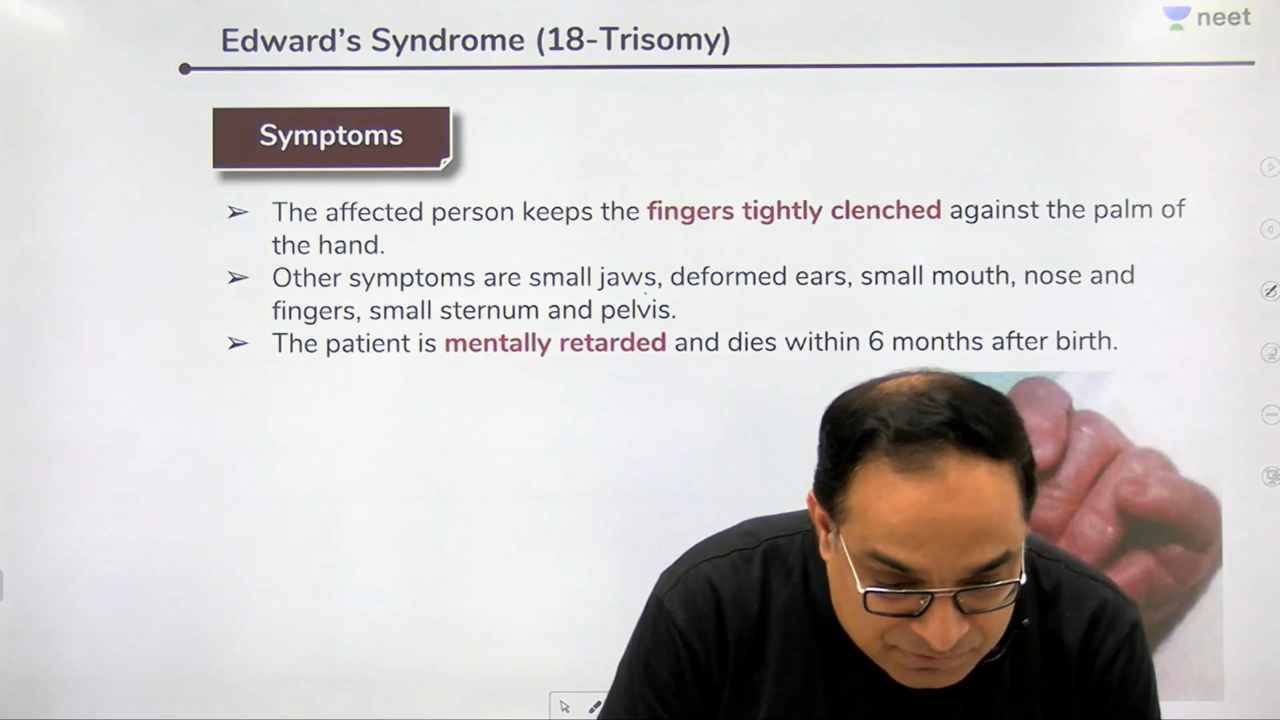 Edward's Syndrome (18-Trisomy)
neet
Symptoms
➢ The affected person keeps the fingers tightly clenched against the palm of
the hand.
➢ Other symptoms are small jaws, deformed ears, small mouth, nose and
fingers, small sternum and pelvis.
➢ The patient is mentally retarded and dies within 6 months after birth.